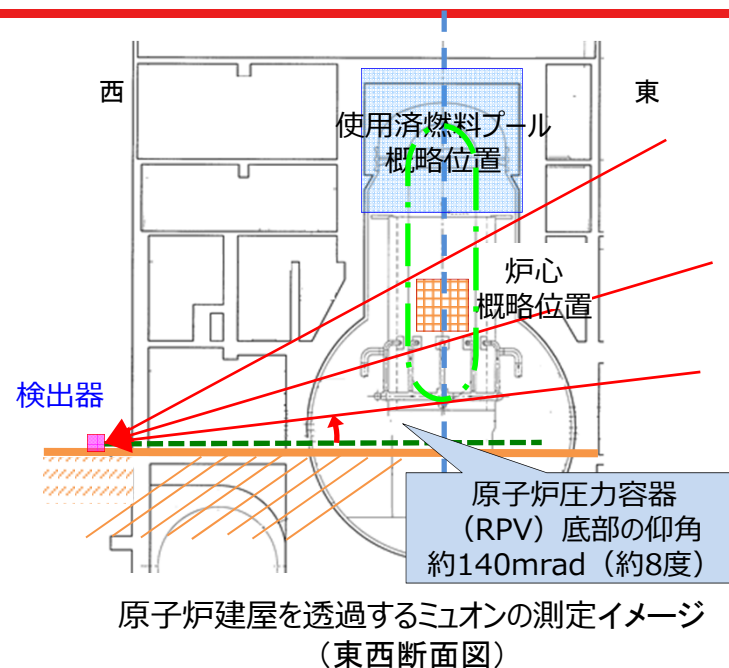 西
東
使用済燃料プール
概略位置
炉心
概略位置
検出器
原子炉圧力容器
（RPV）底部の仰角
約140mrad（約8度）
原子炉建屋を透過するミュオンの測定イメージ
（東西断面図）